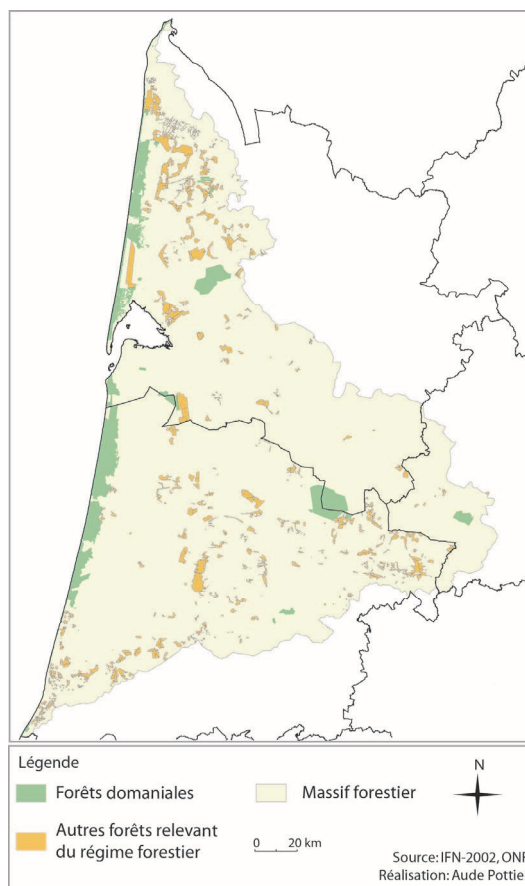 Légende
Forêts domaniales
Massif forestier
N
Autres forêts relevant
du régime forestier
0 20 km
Source: IFN-2002, ONF
Réalisation: Aude Pottie